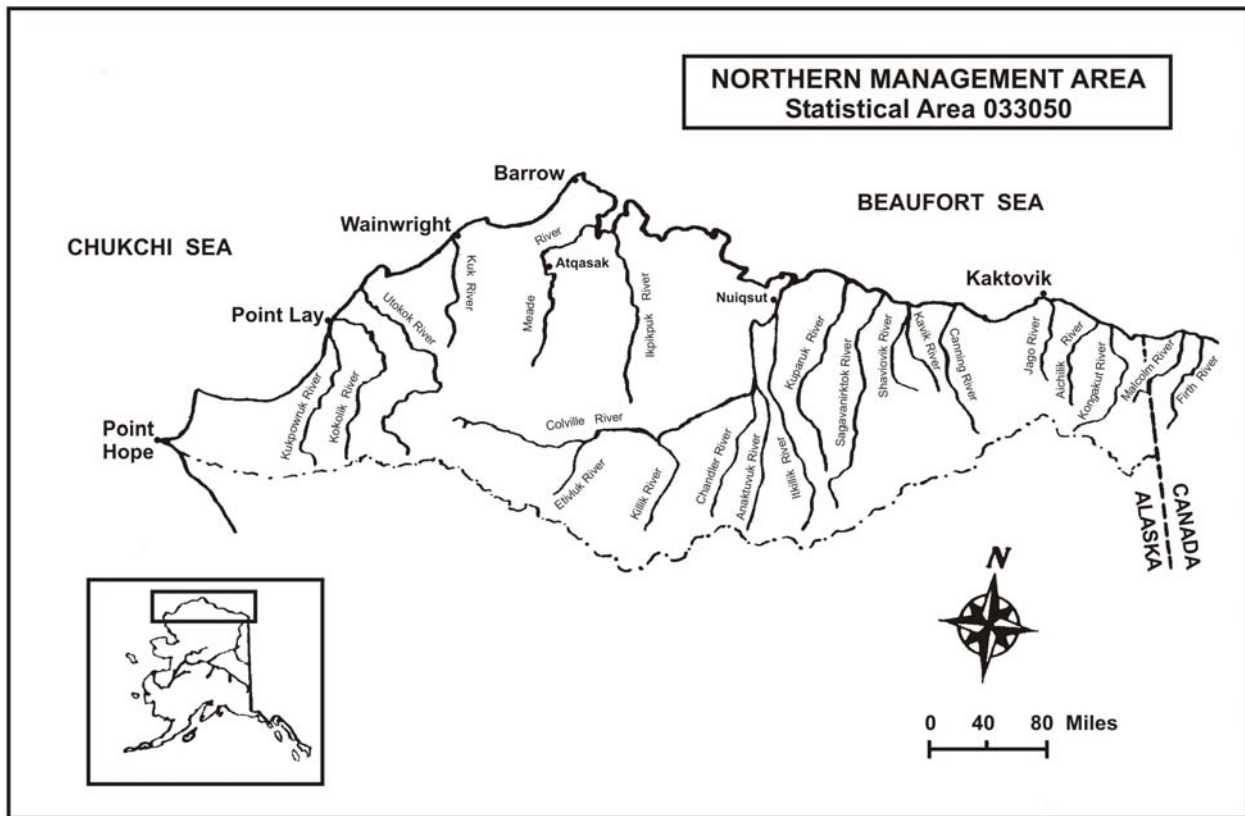 NORTHERN MANAGEMENT AREA
Statistical Area 033050
Barrow
BEAUFORT SEA
Wainwright
CHUKCHI SEA
River
Atqasak
Kaktovik
Kuk River
Nuiqsut
Point Lay
Utokok River
Meade
Ikpikpuk River
Kuparuk River
Sagavanirktok River
Shaviovik River
Kavik River
Canning River
Jago River
Aichilik River
Kongakut River
Malcolm River
Firth River
Kukpowruk River
Kokolik River
Colville River
Point
Hope
Etivluk River
Killik River
Chandler River
Anaktuvuk River
Itkillik River
ALASKA
CANADA
N
0 40 80 Miles